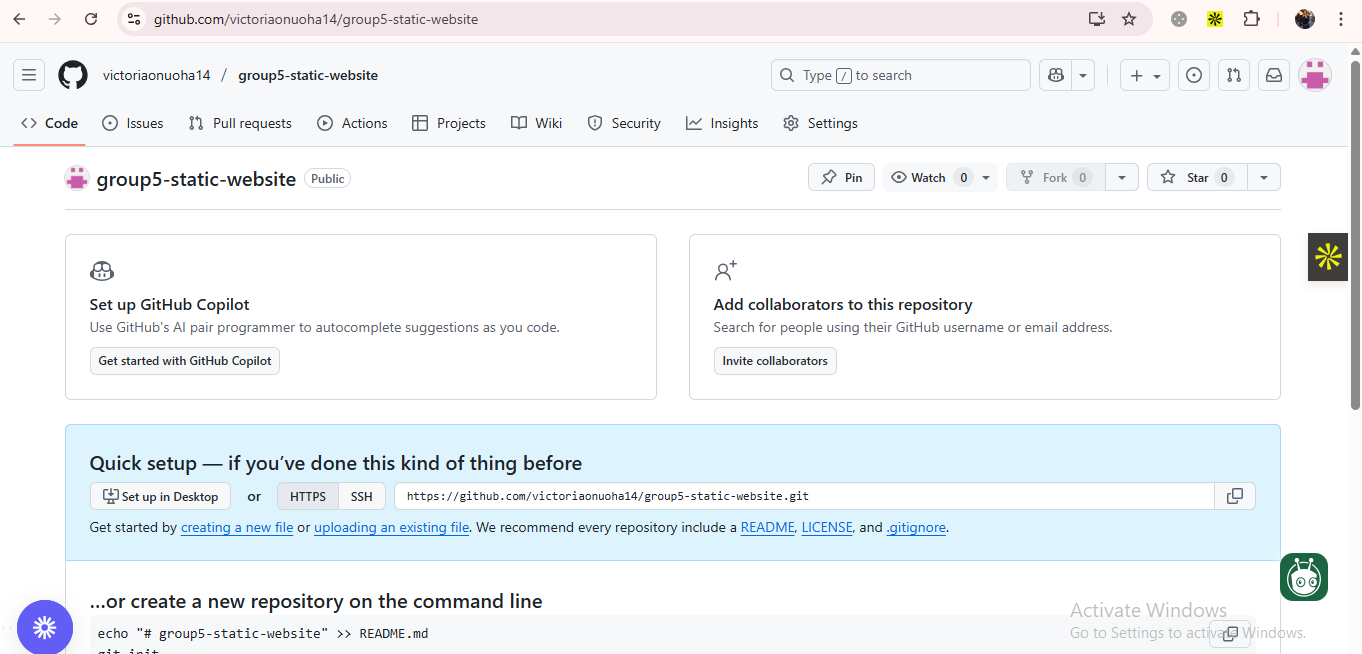 github.com/victoriaonuoha14/group5-static-website
victoriaonuoha14 / group5-static-website
Type / to search
Code Issues Pull requests Actions Projects Wiki Security Insights Settings
group5-static-website Public
Pin Watch 0 Fork 0 Star 0
Set up GitHub Copilot
Use GitHub's AI pair programmer to autocomplete suggestions as you code.
Get started with GitHub Copilot
Add collaborators to this repository
Search for people using their GitHub username or email address.
Invite collaborators
Quick setup — if you’ve done this kind of thing before
Set up in Desktop or HTTPS SSH https://github.com/victoriaonuoha14/group5-static-website.git
Get started by creating a new file or uploading an existing file. We recommend every repository include a README, LICENSE, and .gitignore.
…or create a new repository on the command line
echo "# group5-static-website" >> README.md
git init
Activate Windows
Go to Settings to activate Windows.